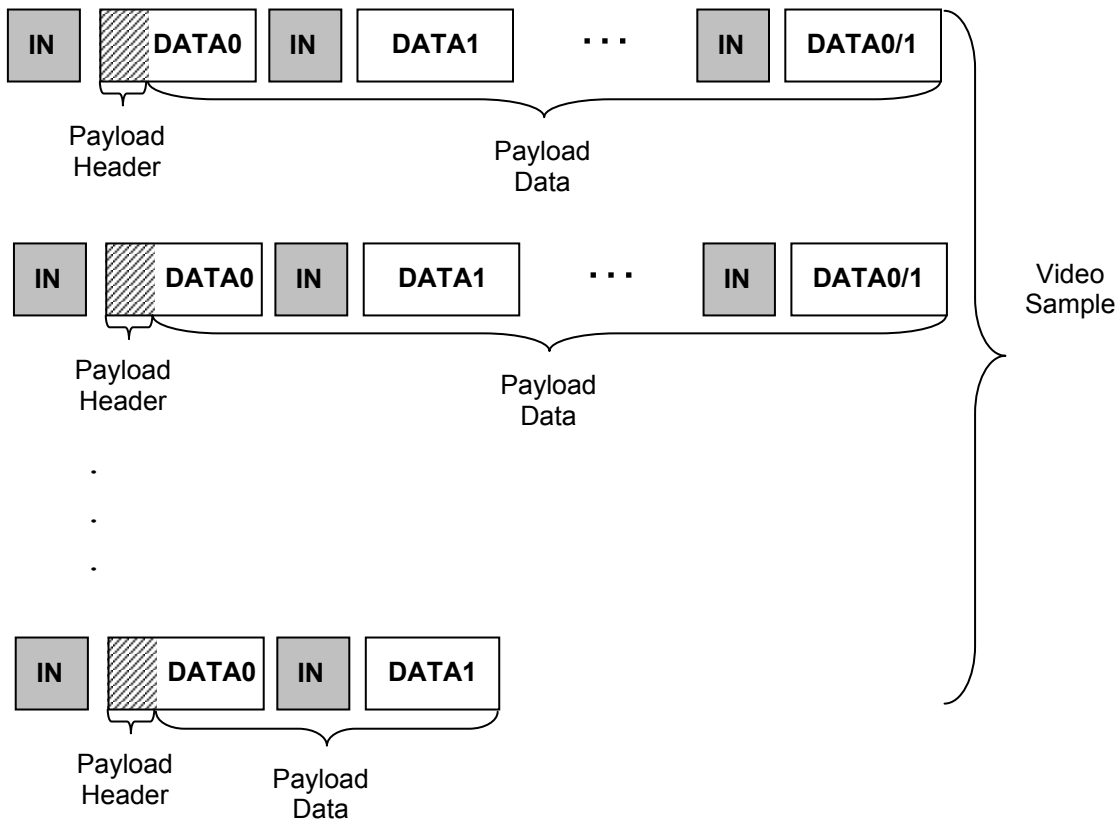 IN DATA0 IN DATA1 ... IN DATA0/1
Payload
Header
Payload
Data
IN DATA0 IN DATA1 ... IN DATA0/1
Video
Sample
Payload
Header
Payload
Data
.
.
.
IN DATA0 IN DATA1
Payload
Header
Payload
Data